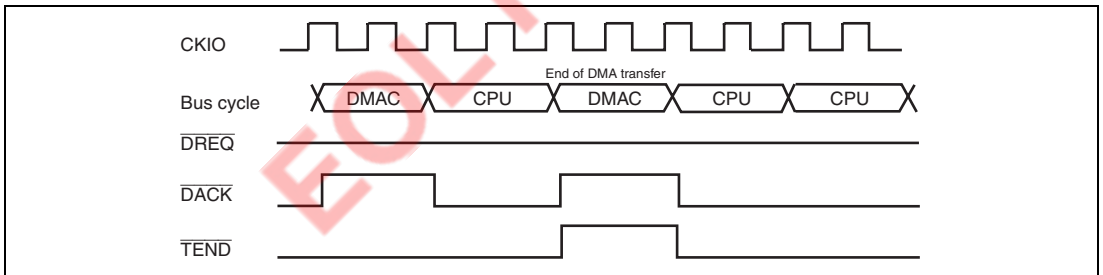 CKIO
End of DMA transfer
Bus cycle DMAC CPU DMAC CPU CPU
DREQ
DACK
TEND
EOL